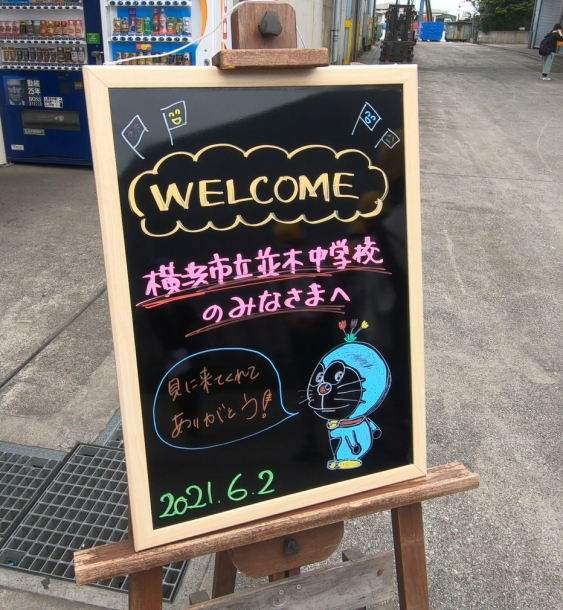 WELCOME
横浜市立並木中学校
のみなさまへ
見に来てくれて
ありがとう!
2021.6.2